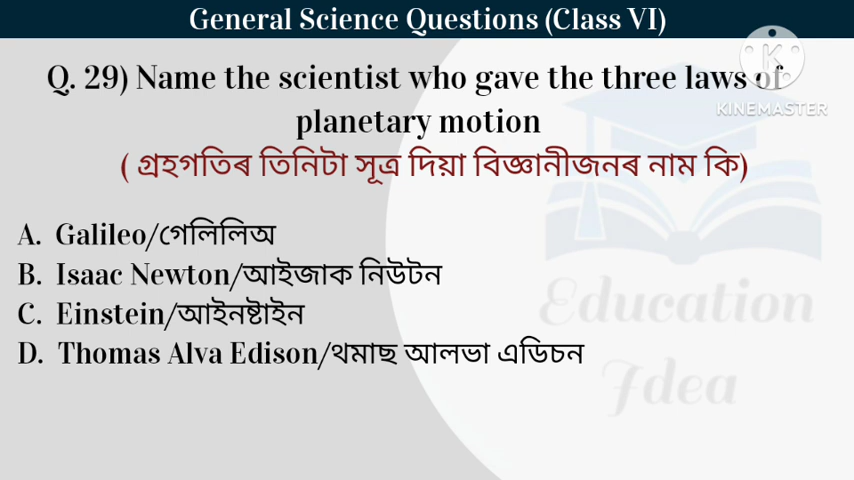 General Science Questions (Class VI)
Q. 29) Name the scientist who gave the three laws of
KINEMASTER
planetary motion
( গ্ৰহগতিৰ তিনিটা সূত্ৰ দিয়া বিজ্ঞানীজনৰ নাম কি)
A. Galileo/গেলিলিঅ
B. Isaac Newton/আইজাক নিউটন
C. Einstein/আইনষ্টাইন
D. Thomas Alva Edison/থমাছ আলভা এডিচন
Education
Idea